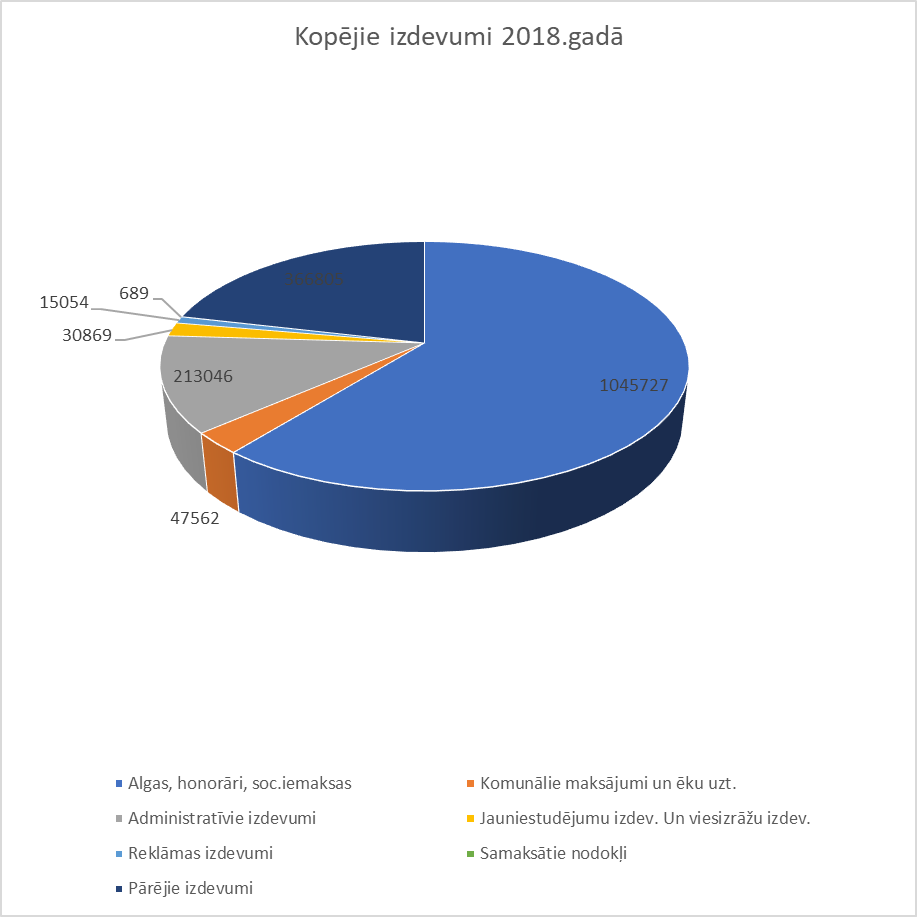 Kopējie izdevumi 2018.gadā
689
15054
30869
213046
1045727
47562
Algas, honorāri, soc.iemaksas
Komunālie maksājumi un ēku uzt.
Administratīvie izdevumi
Jauniestudējumu izdev. Un viesizrāžu izdev.
Reklāmas izdevumi
Samaksātie nodokļi
Pārējie izdevumi